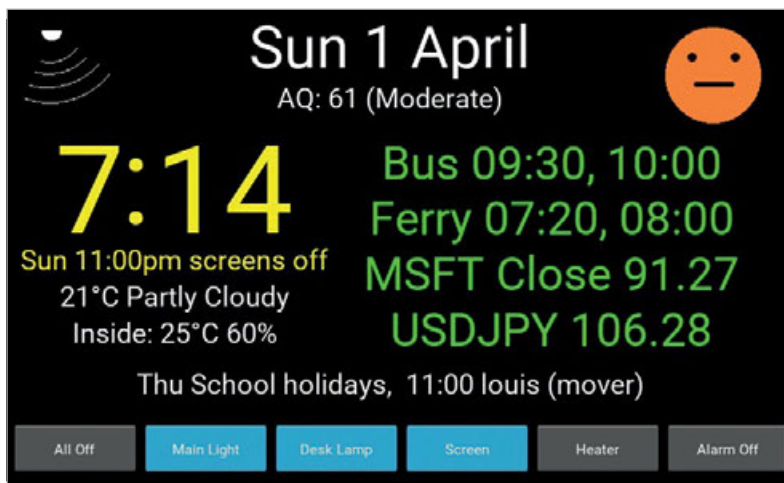 Sun 1 April
AQ: 61 (Moderate)
7:14
Sun 11:00pm screens off
21°C Partly Cloudy
Inside: 25°C 60%
Bus 09:30, 10:00
Ferry 07:20, 08:00
MSFT Close 91.27
USDJPY 106.28
Thu School holidays,  11:00 louis (mover)
All Off
Main Light
Desk Lamp
Screen
Heater
Alarm Off